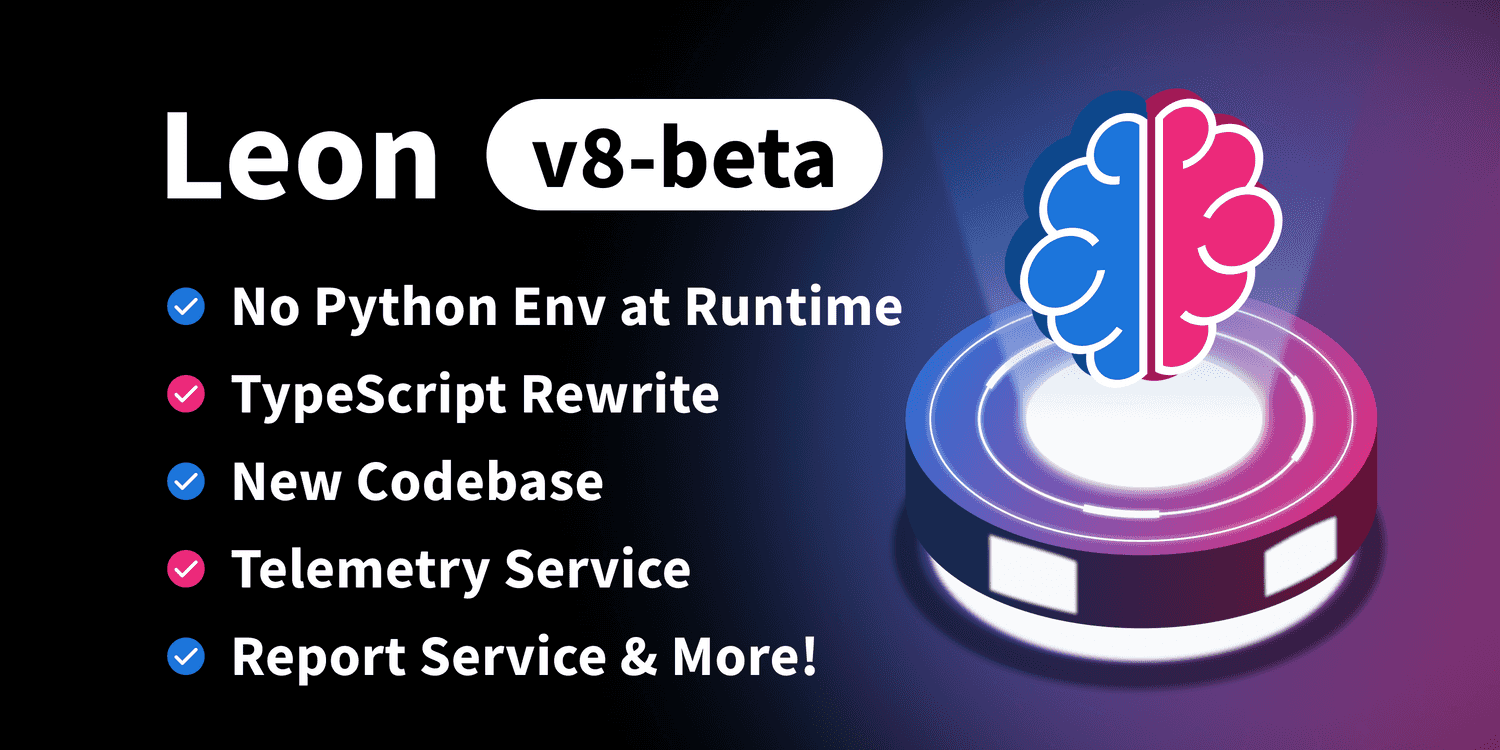 Leon v8-beta
No Python Env at Runtime
TypeScript Rewrite
New Codebase
Telemetry Service
Report Service & More!